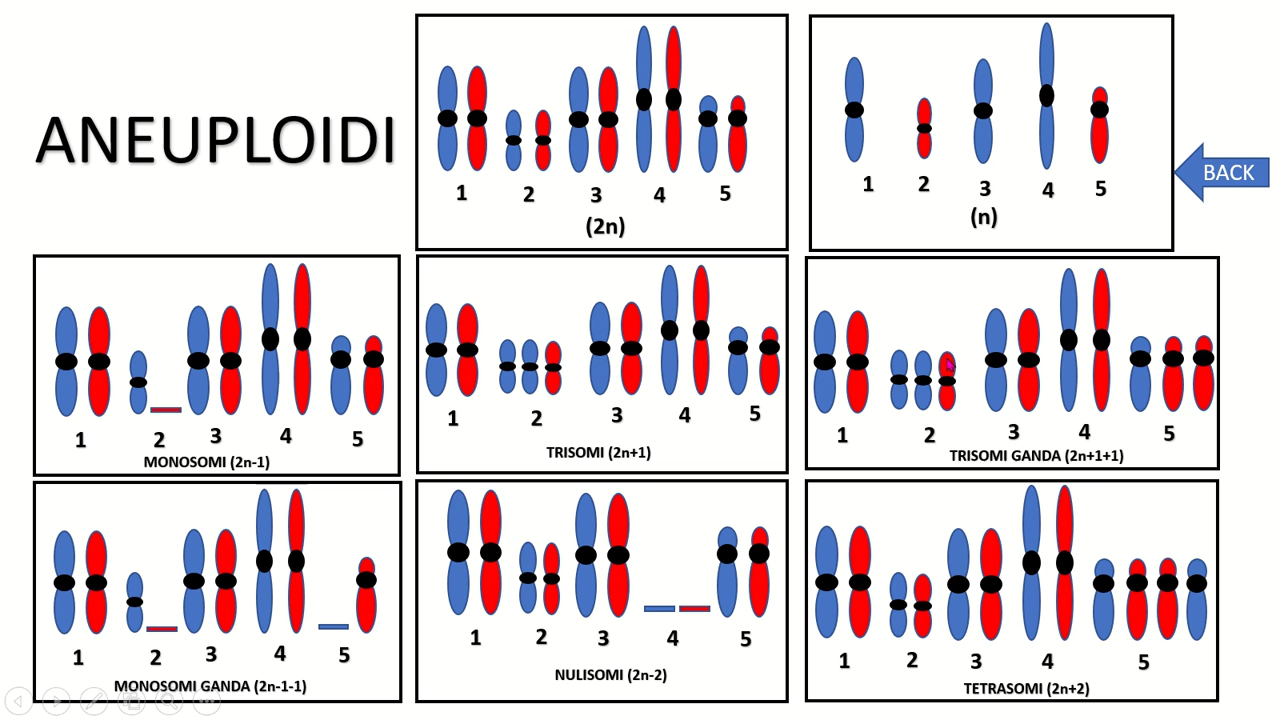 ANEUPLOIDI
1 2 3 4 5
(2n)
1 2 3 4 5
(n)
BACK
1 2 3 4 5
MONOSOMI (2n-1)
1 2 3 4 5
TRISOMI (2n+1)
1 2 3 4 5
TRISOMI GANDA (2n+1+1)
1 2 3 4 5
MONOSOMI GANDA (2n-1-1)
1 2 3 4 5
NULISOMI (2n-2)
1 2 3 4 5
TETRASOMI (2n+2)